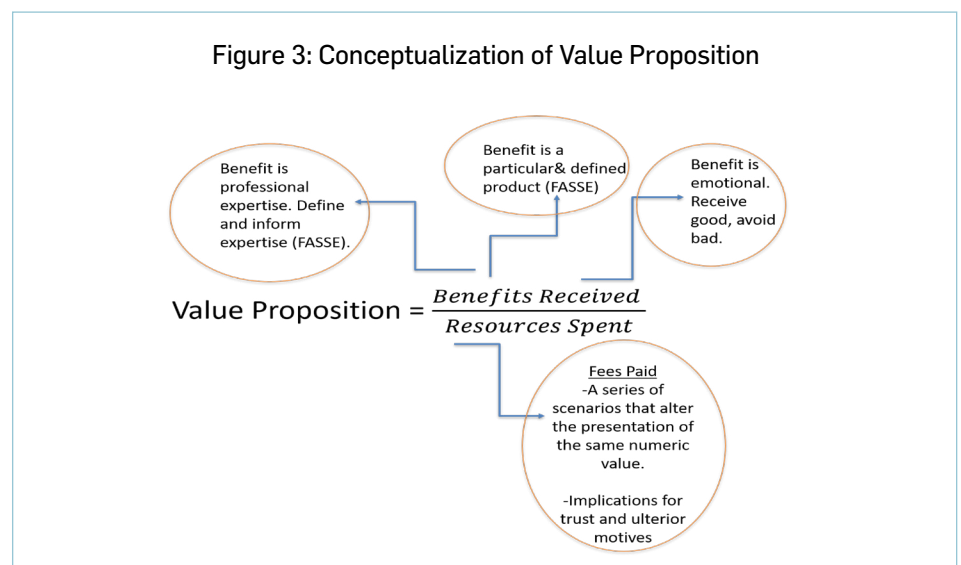 Figure 3: Conceptualization of Value Proposition
Benefit is
professional
expertise. Define
and inform
expertise (FASSE).
Benefit is a
particular& defined
product (FASSE)
Benefit is
emotional.
Receive
good, avoid
bad.
Value Proposition = Benefits Received
Resources Spent
Fees Paid
-A series of
scenarios that alter
the presentation of
the same numeric
value.
-Implications for
trust and ulterior
motives